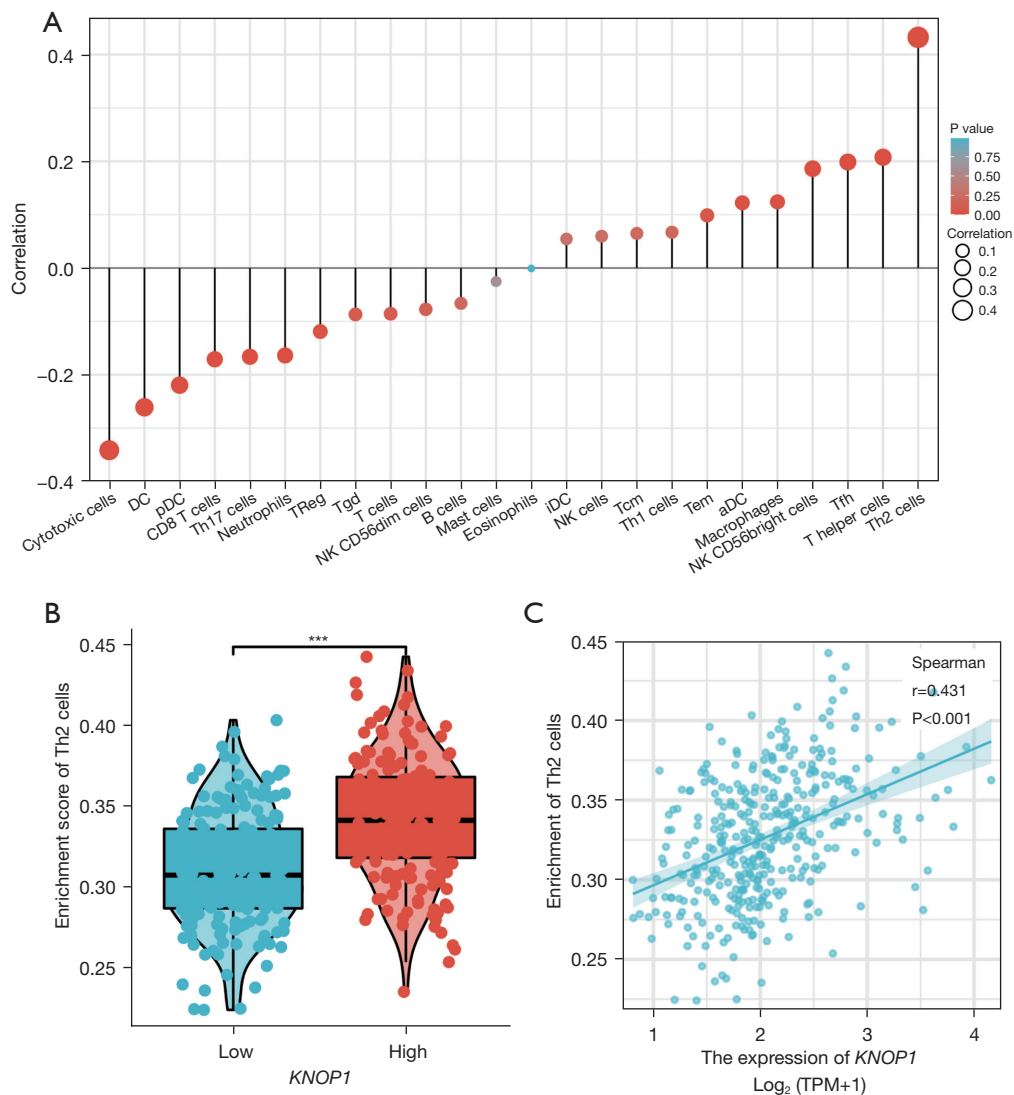 A
Correlation
0.4
0.2
0.0
−0.2
−0.4
Cytotoxic cells
DC
pDC
CD8 T cells
Th17 cells
Neutrophils
TReg
Tgd
T cells
NK CD56dim cells
B cells
Mast cells
Eosinophils
iDC
NK cells
Tcm
Th1 cells
Tem
aDC
Macrophages
NK CD56bright cells
Tfh
T helper cells
Th2 cells
P value
0.75
0.50
0.25
0.00
Correlation
0.1
0.2
0.3
0.4
B
Enrichment score of Th2 cells
0.45
0.40
0.35
0.30
0.25
***
Low
High
KNOP1
C
Enrichment of Th2 cells
0.45
0.40
0.35
0.30
0.25
Spearman
r=0.431
P<0.001
1
2
3
4
The expression of KNOP1
Log₂ (TPM+1)